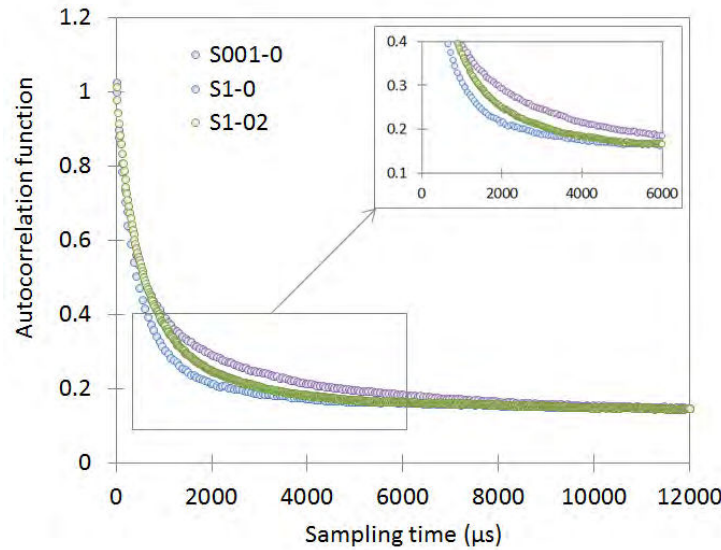 1.2
1
0.8
0.6
0.4
0.2
0
Autocorrelation function
S001-0
S1-0
S1-02
0.4
0.3
0.2
0.1
0 2000 4000 6000
0 2000 4000 6000 8000 10000 12000
Sampling time (μs)